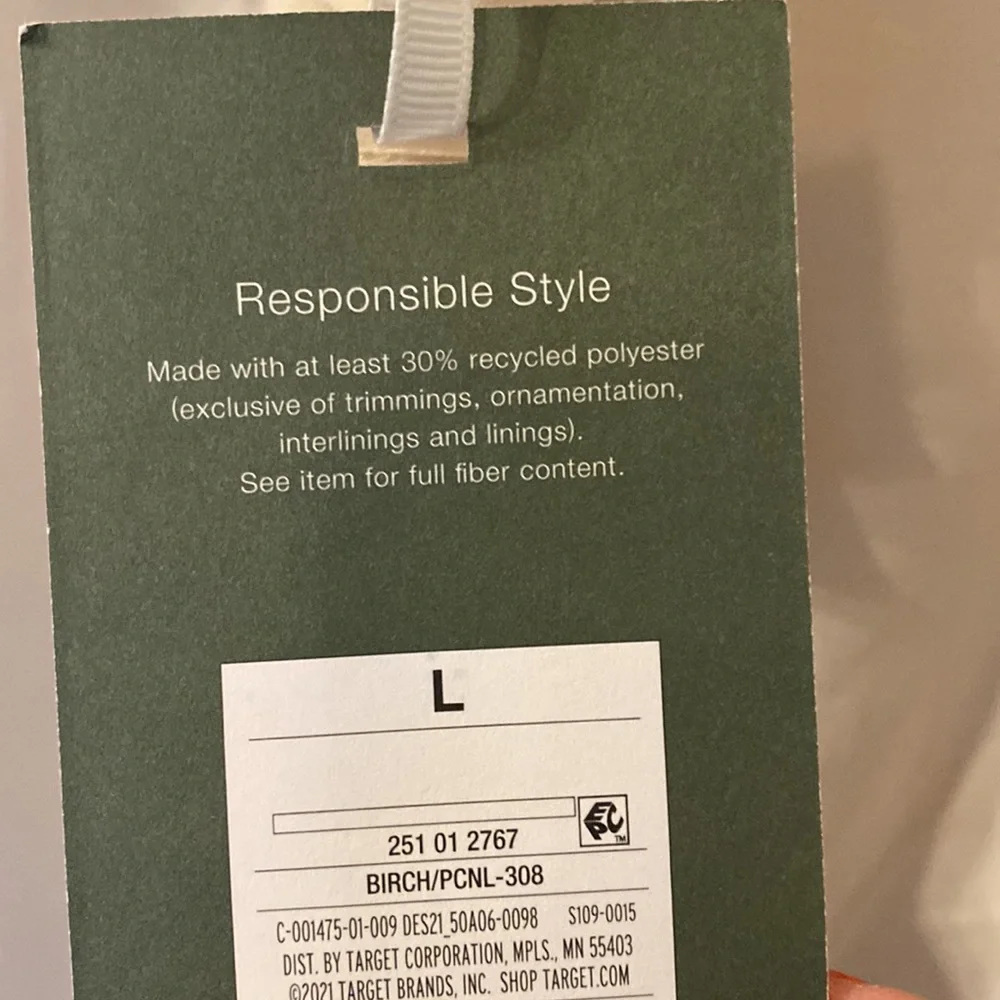 Responsible Style
Made with at least 30% recycled polyester
(exclusive of trimmings, ornamentation,
interlinings and linings).
See item for full fiber content.
L
EPC TM
251 01 2767
BIRCH/PCNL-308
C-001475-01-009 DES21_50A06-0098 S109-0015
DIST. BY TARGET CORPORATION, MPLS., MN 55403
©2021 TARGET BRANDS, INC. SHOP TARGET.COM